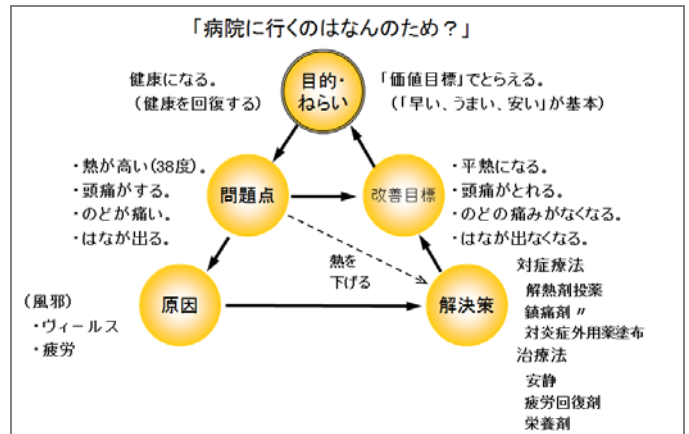 「病院に行くのはなんのため？」
健康になる。
（健康を回復する）
目的・
ねらい
「価値目標」でとらえる。
（「早い、うまい、安い」が基本）
・熱が高い（38度）。
・頭痛がする。
・のどが痛い。
・はなが出る。
問題点
改善目標
・平熱になる。
・頭痛がとれる。
・のどの痛みがなくなる。
・はなが出なくなる。
熱を
下げる
（風邪）
・ヴィールス
・疲労
原因
解決策
対症療法
解熱剤投薬
鎮痛剤〃
対炎症外用薬塗布
治療法
安静
疲労回復剤
栄養剤